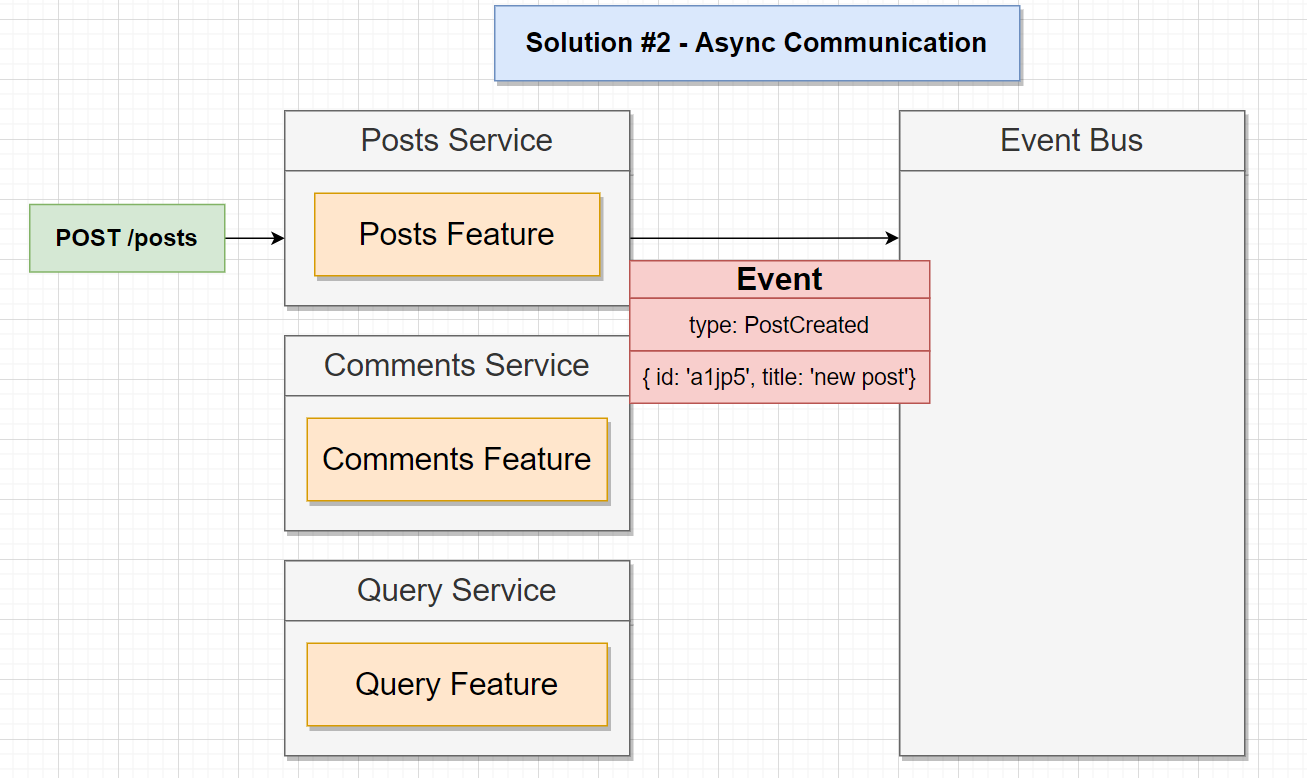 Solution #2 - Async Communication
Posts Service
Event Bus
POST /posts
Posts Feature
Event
type: PostCreated
{ id: 'a1jp5', title: 'new post'}
Comments Service
Comments Feature
Query Service
Query Feature